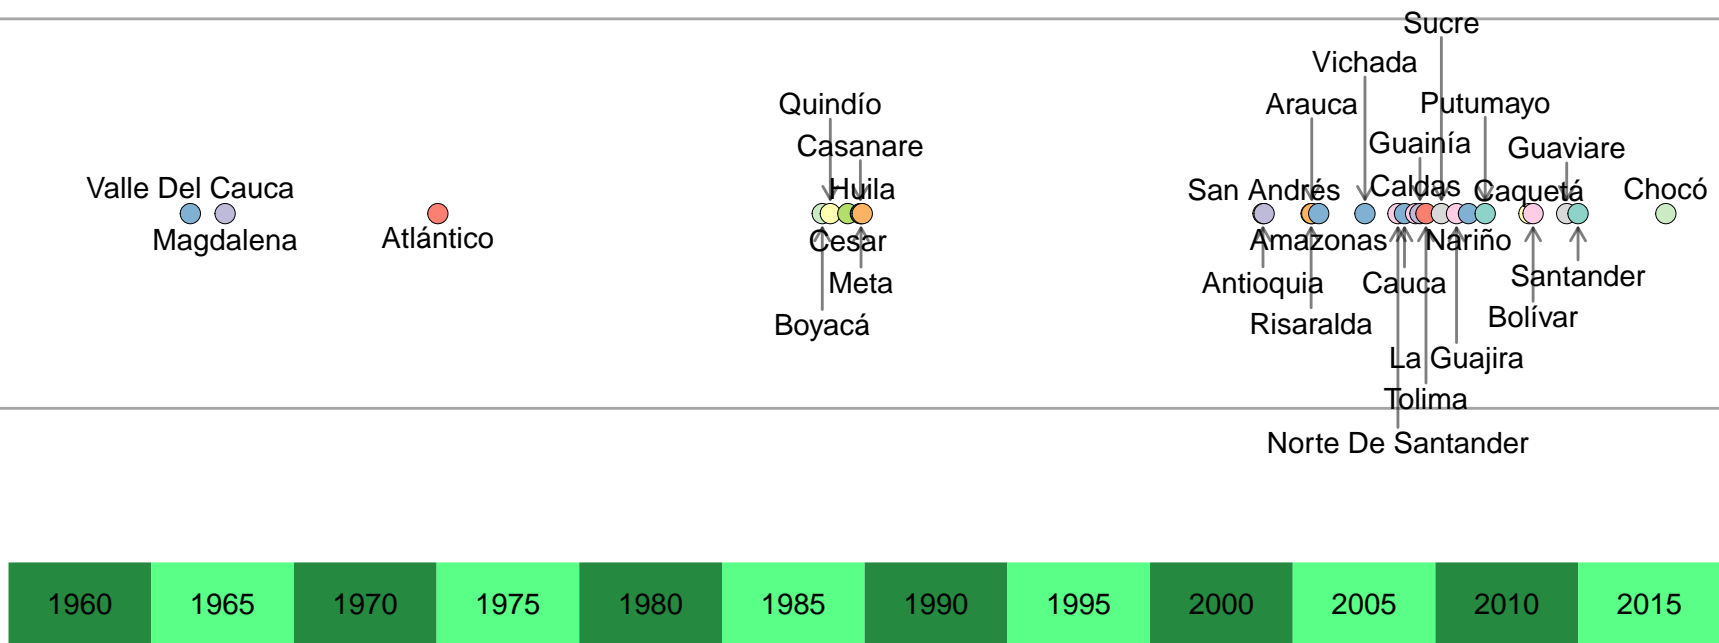 Sucre
Vichada
Quindío
Arauca
Putumayo
Casanare
Guainía
Guaviare
Valle Del Cauca
Huila
San Andrés
Caldas
Caquetá
Chocó
Magdalena
Atlántico
Cesar
Amazonas
Nariño
Meta
Antioquia
Cauca
Santander
Boyacá
Risaralda
Bolívar
La Guajira
Tolima
Norte De Santander
1960 1965 1970 1975 1980 1985 1990 1995 2000 2005 2010 2015